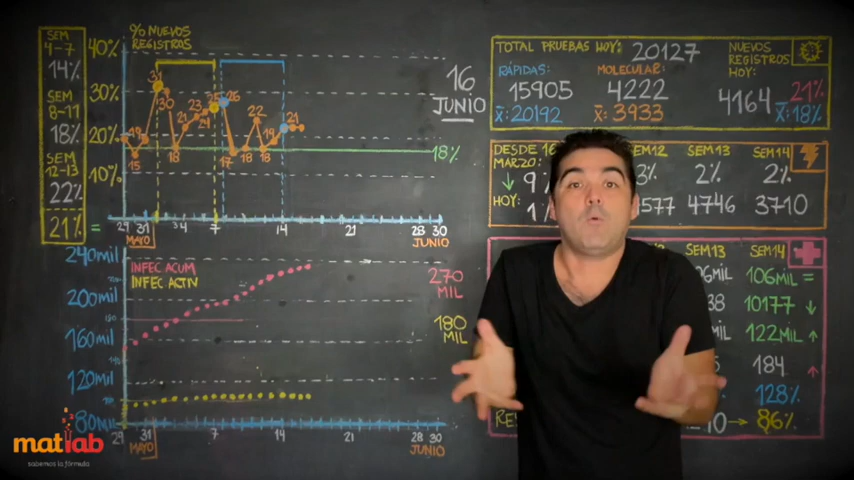 SEM
4-7
14%
SEM
8-11
18%
SEM
12-13
22%
21%
=
% NUEVOS
REGISTROS
40%
30%
20%
10%
31
30
18
21
23
24
25
26
17
18
22
18
19
21
19
15
18%
29
31
MAYO
4
7
14
21
28
30
JUNIO
16
JUNIO
240mil
200mil
160mil
120mil
80mil
INFEC ACUM
INFEC ACTIV
270
MIL
180
MIL
29
31
MAYO
7
14
21
28
30
JUNIO
TOTAL PRUEBAS HOY: 20127
RÁPIDAS:
15905
x̄: 20192
MOLECULAR:
4222
x̄: 3933
NUEVOS
REGISTROS
HOY:
4164
21%
x̄: 18%
DESDE 16
MARZO:
HOY:
SEM12
SEM13
SEM14
3%
2%
2%
577
4746
3710
SEM13
SEM14
106MIL =
10177 ↓
122MIL ↑
184 ↑
128%
→ 86%
matlab
sabemos la fórmula